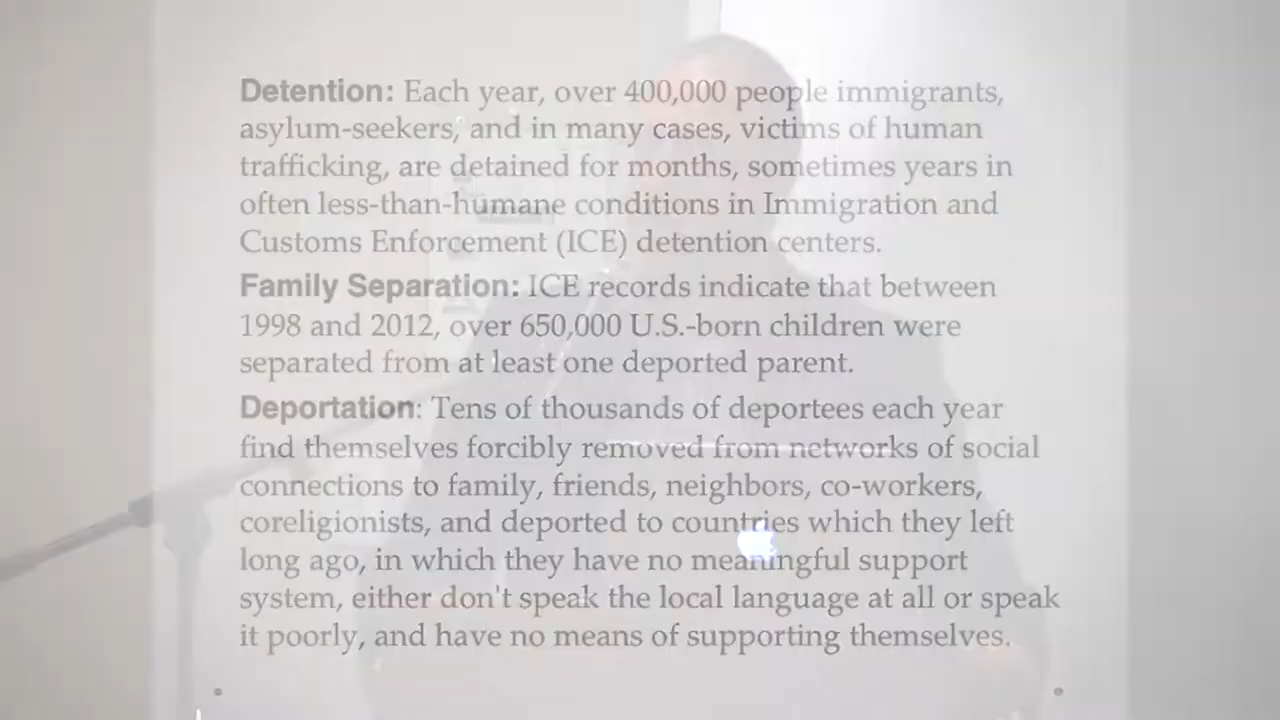 Detention: Each year, over 400,000 people immigrants,
asylum-seekers, and in many cases, victims of human
trafficking, are detained for months, sometimes years in
often less-than-humane conditions in Immigration and
Customs Enforcement (ICE) detention centers.
Family Separation: ICE records indicate that between
1998 and 2012, over 650,000 U.S.-born children were
separated from at least one deported parent.
Deportation: Tens of thousands of deportees each year
find themselves forcibly removed from networks of social
connections to family, friends, neighbors, co-workers,
coreligionists, and deported to countries which they left
long ago, in which they have no meaningful support
system, either don't speak the local language at all or speak
it poorly, and have no means of supporting themselves.